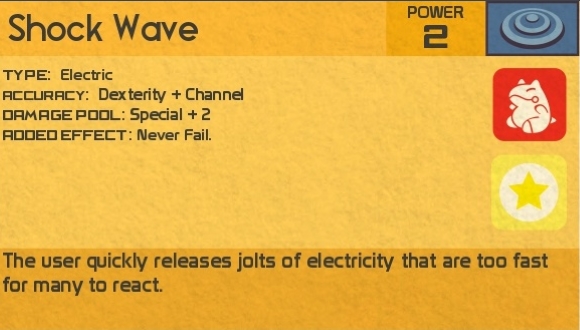 Shock Wave
POWER
2
TYPE: Electric
ACCURACY: Dexterity + Channel
DAMAGE POOL: Special + 2
ADDED EFFECT: Never Fail.
The user quickly releases jolts of electricity that are too fast
for many to react.